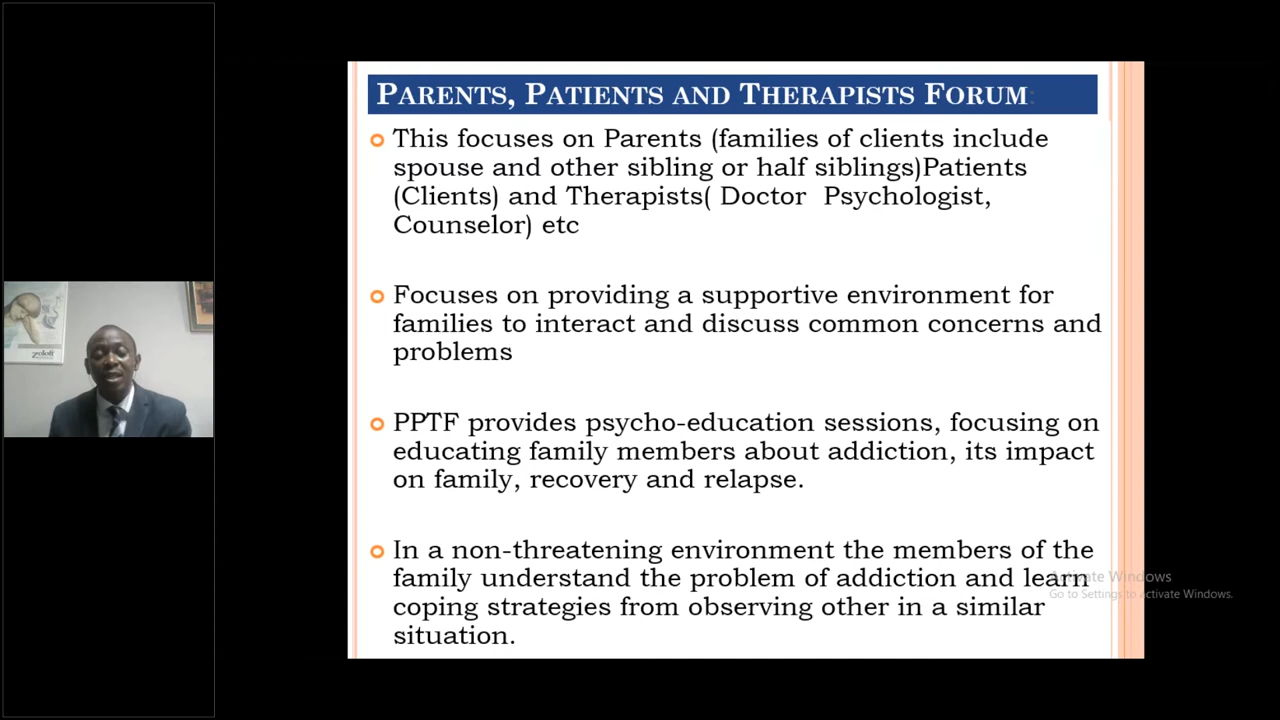 PARENTS, PATIENTS AND THERAPISTS FORUM:
This focuses on Parents (families of clients include
spouse and other sibling or half siblings)Patients
(Clients) and Therapists( Doctor  Psychologist,
Counselor) etc
Focuses on providing a supportive environment for
families to interact and discuss common concerns and
problems
PPTF provides psycho-education sessions, focusing on
educating family members about addiction, its impact
on family, recovery and relapse.
In a non-threatening environment the members of the
family understand the problem of addiction and learn
coping strategies from observing other in a similar
situation.
Activate Windows
Go to Settings to Activate Windows.
zoloft